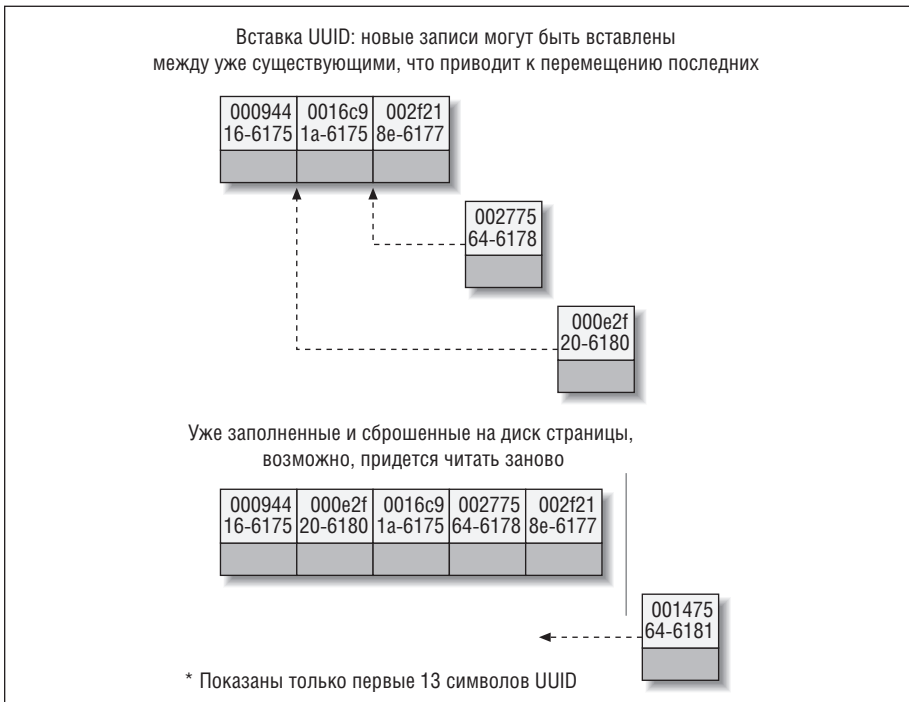 Вставка UUID: новые записи могут быть вставлены
между уже существующими, что приводит к перемещению последних
000944 0016c9 002f21
16-6175 1a-6175 8e-6177
002775
64-6178
000e2f
20-6180
Уже заполненные и сброшенные на диск страницы,
возможно, придется читать заново
000944 000e2f 0016c9 002775 002f21
16-6175 20-6180 1a-6175 64-6178 8e-6177
001475
64-6181
* Показаны только первые 13 символов UUID